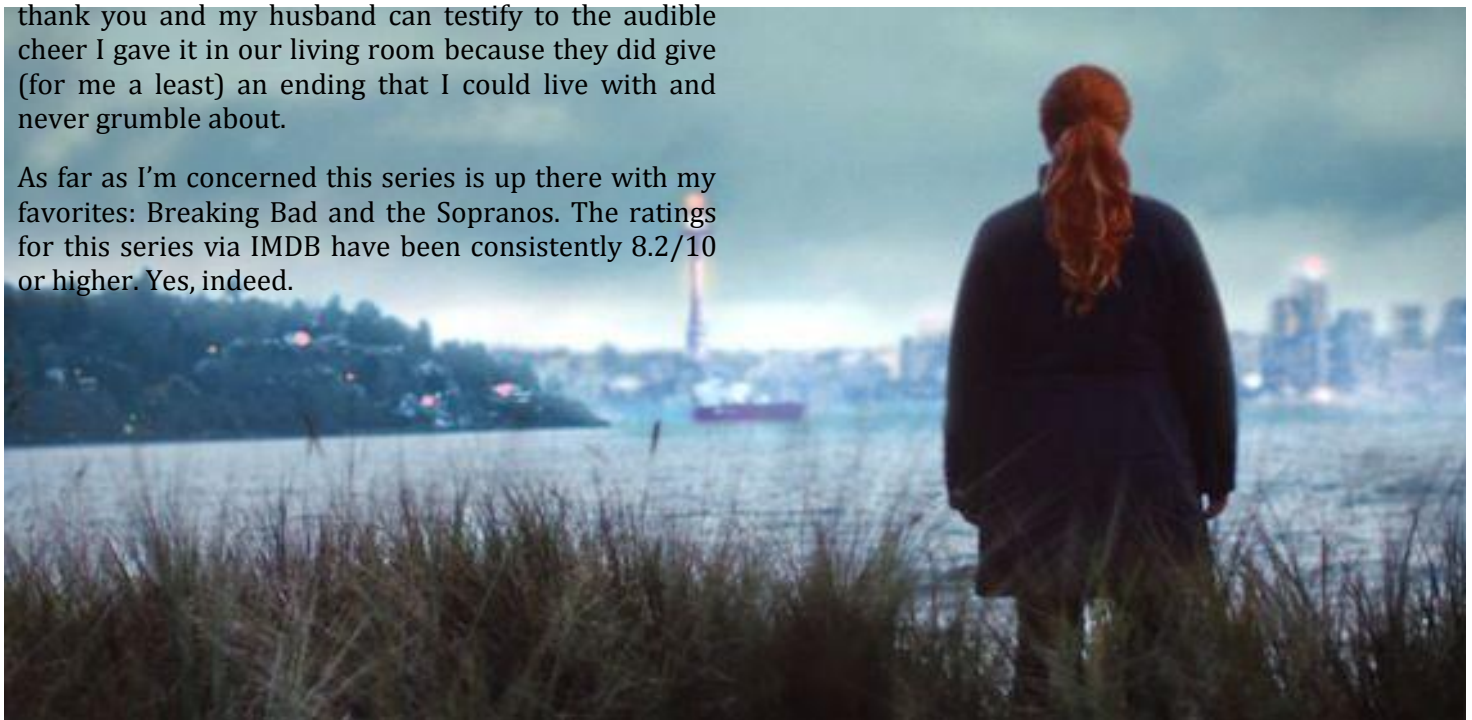 thank you and my husband can testify to the audible
cheer I gave it in our living room because they did give
(for me a least) an ending that I could live with and
never grumble about.
As far as I’m concerned this series is up there with my
favorites: Breaking Bad and the Sopranos. The ratings
for this series via IMDB have been consistently 8.2/10
or higher. Yes, indeed.